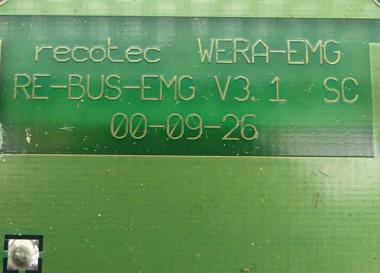 recotec WERA-EMG
RE-BUS-EMG V3.1 SC
00-09-26